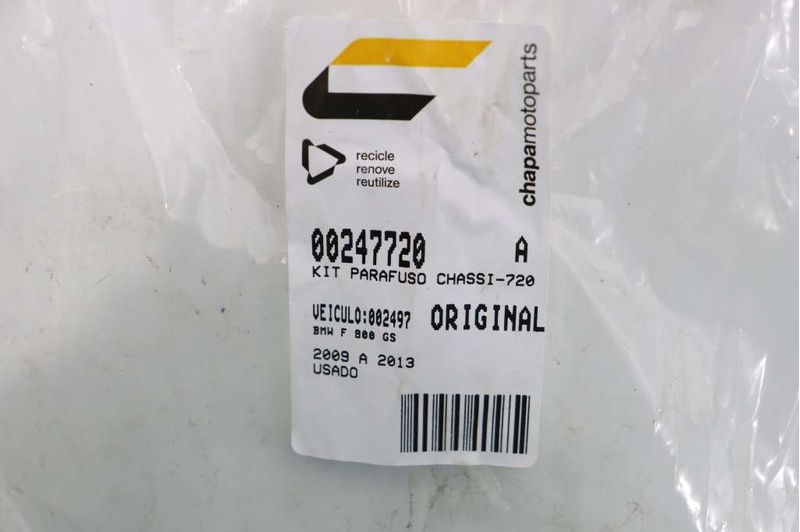 chapamotoparts
recicle
renove
reutilize
00247720 A
KIT PARAFUSO CHASSI-720
VEICULO:002497 ORIGINAL
BMW F 800 GS
2009 A 2013
USADO